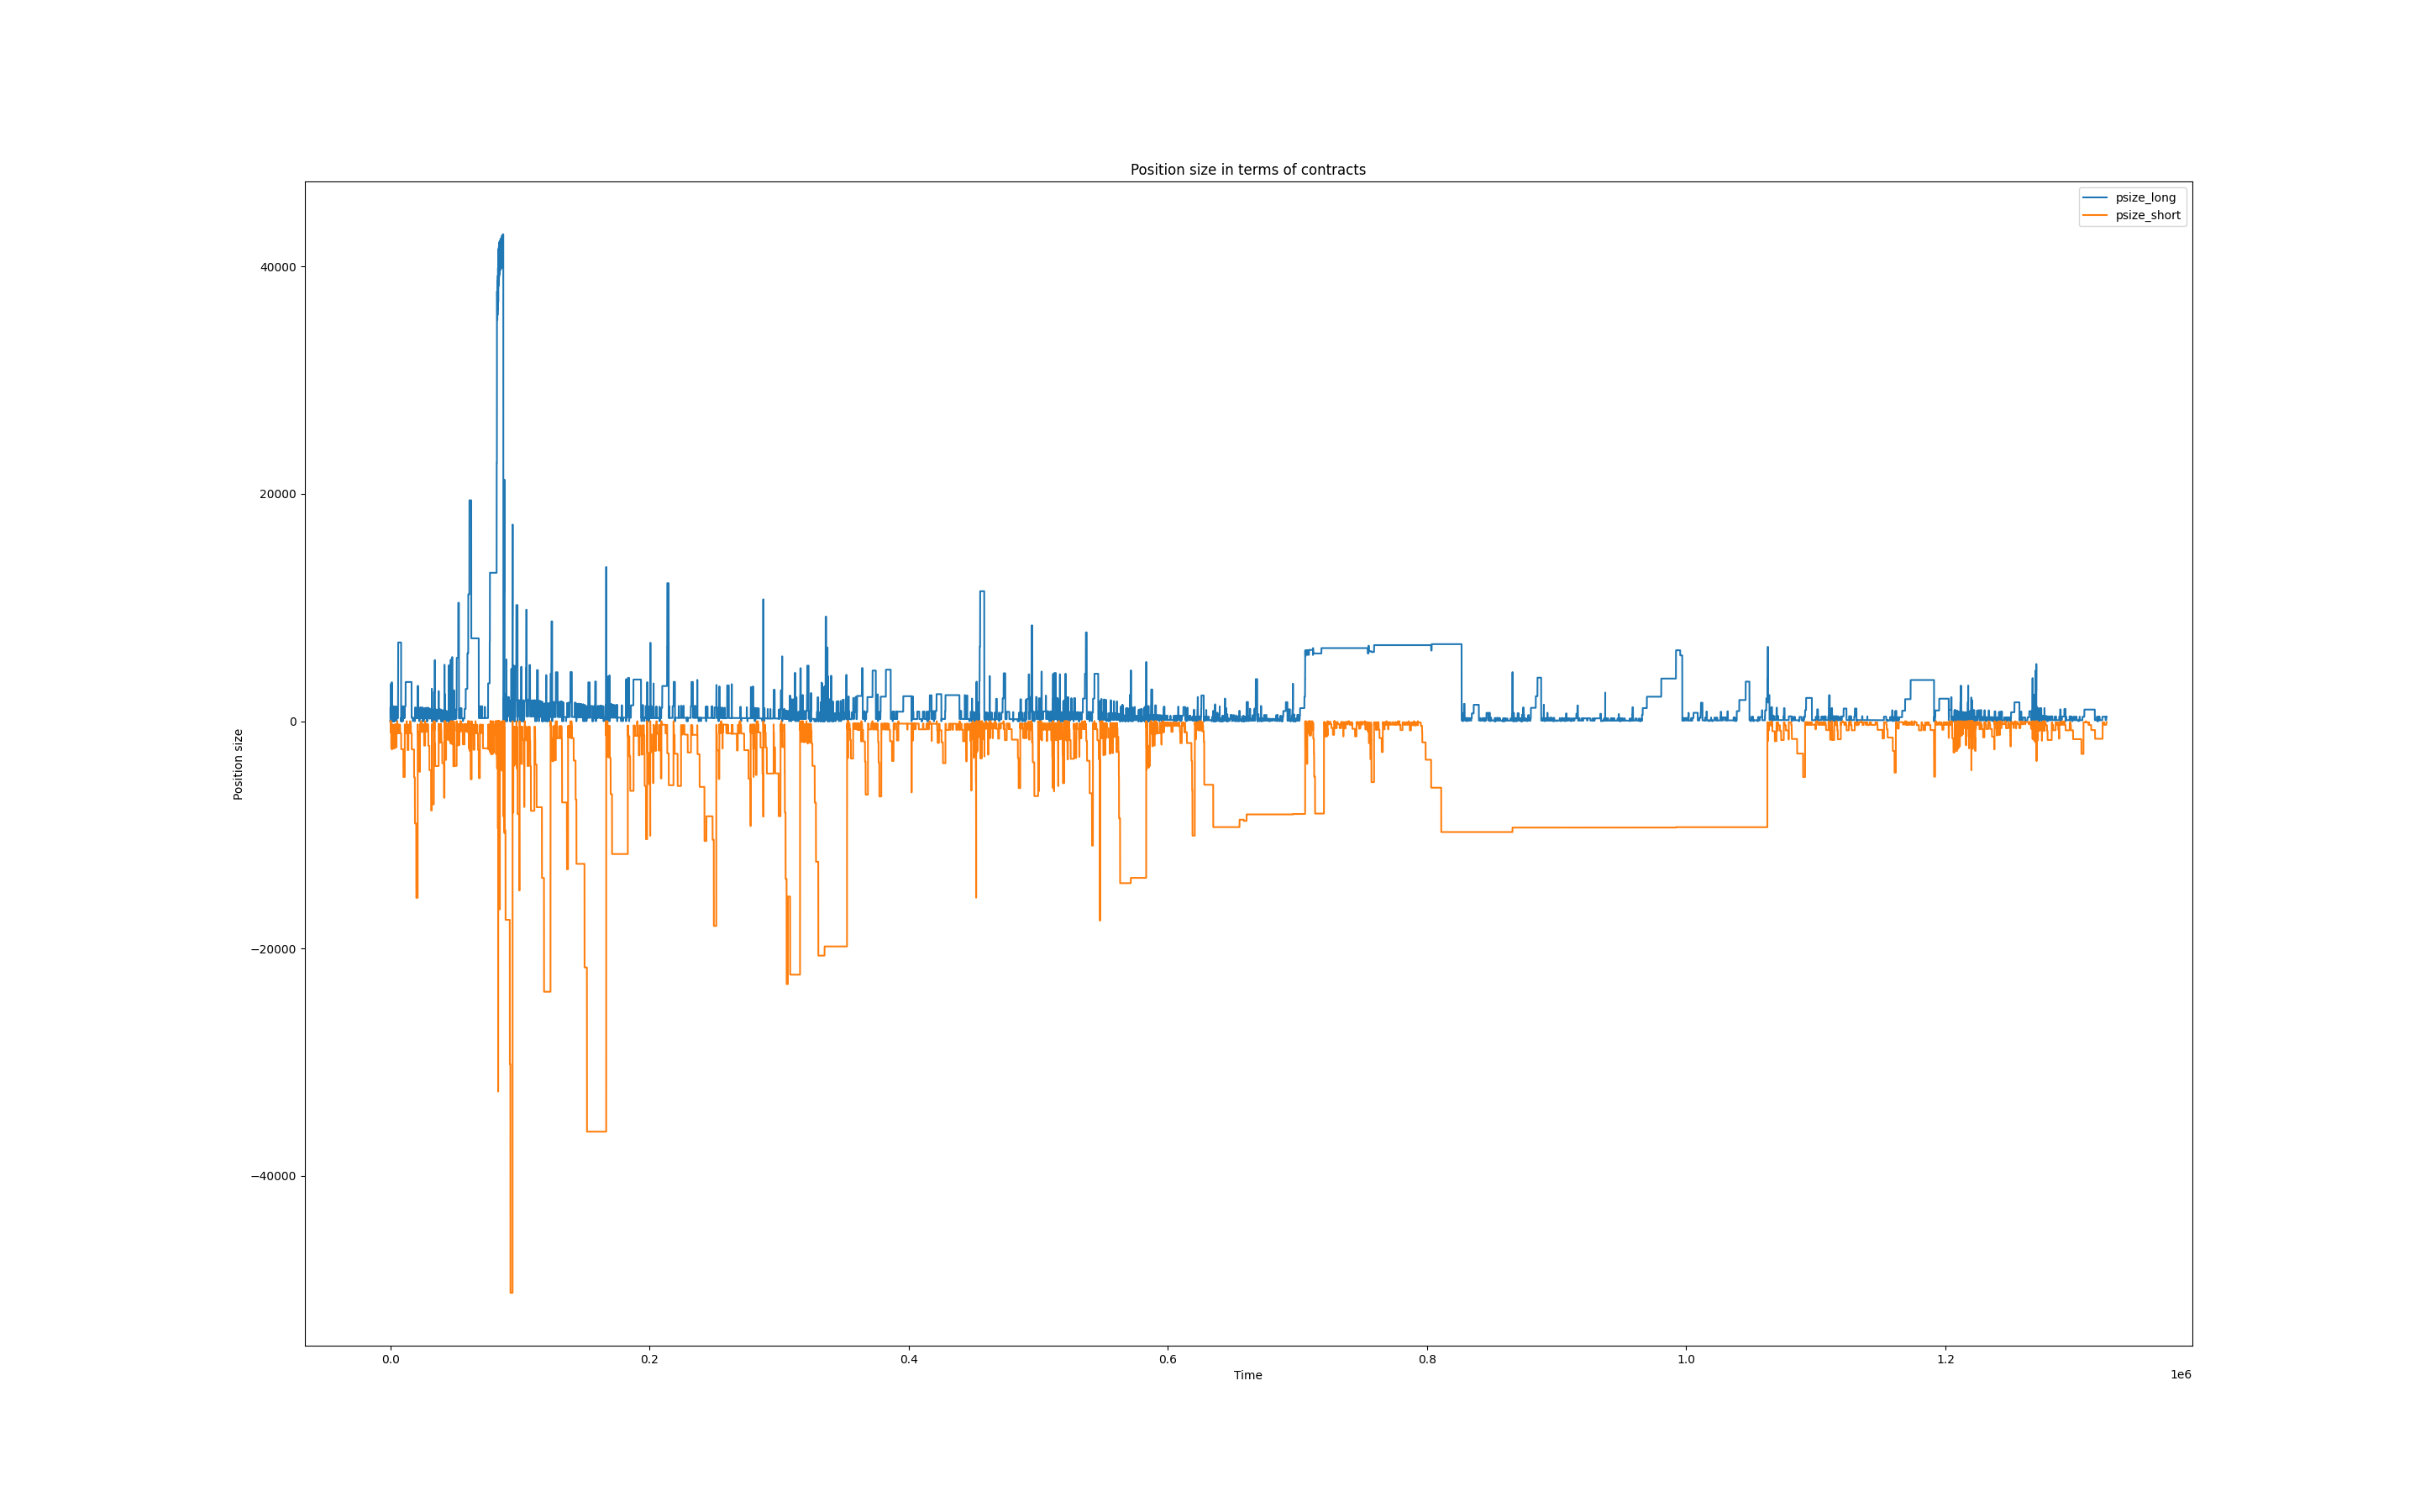 Position size in terms of contracts
psize_long
psize_short
40000
20000
0
−20000
−40000
Position size
0.0
0.2
0.4
0.6
0.8
1.0
1.2
1e6
Time